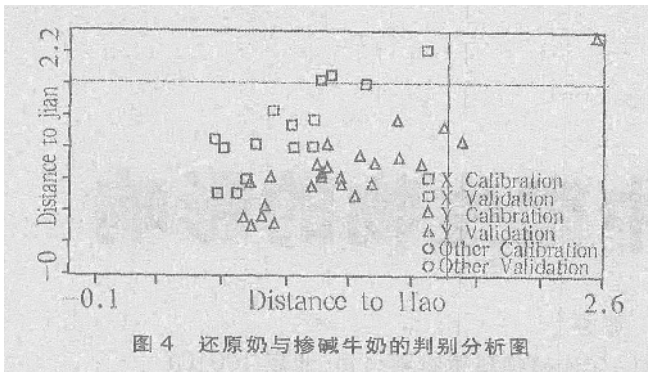 2.2
Distance to jian
-0
X Calibration
X Validation
Y Calibration
Y Validation
Other Calibration
Other Validation
-0.1
Distance to Hao
2.6
图 4 还原奶与掺碱牛奶的判别分析图